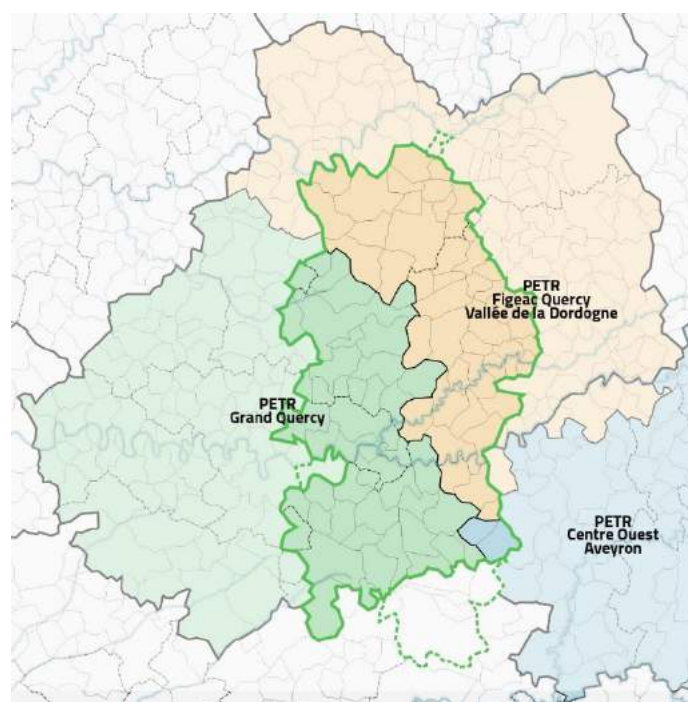 PETR
Figeac Quercy
Vallée de la Dordogne
PETR
Grand Quercy
PETR
Centre Ouest
Aveyron